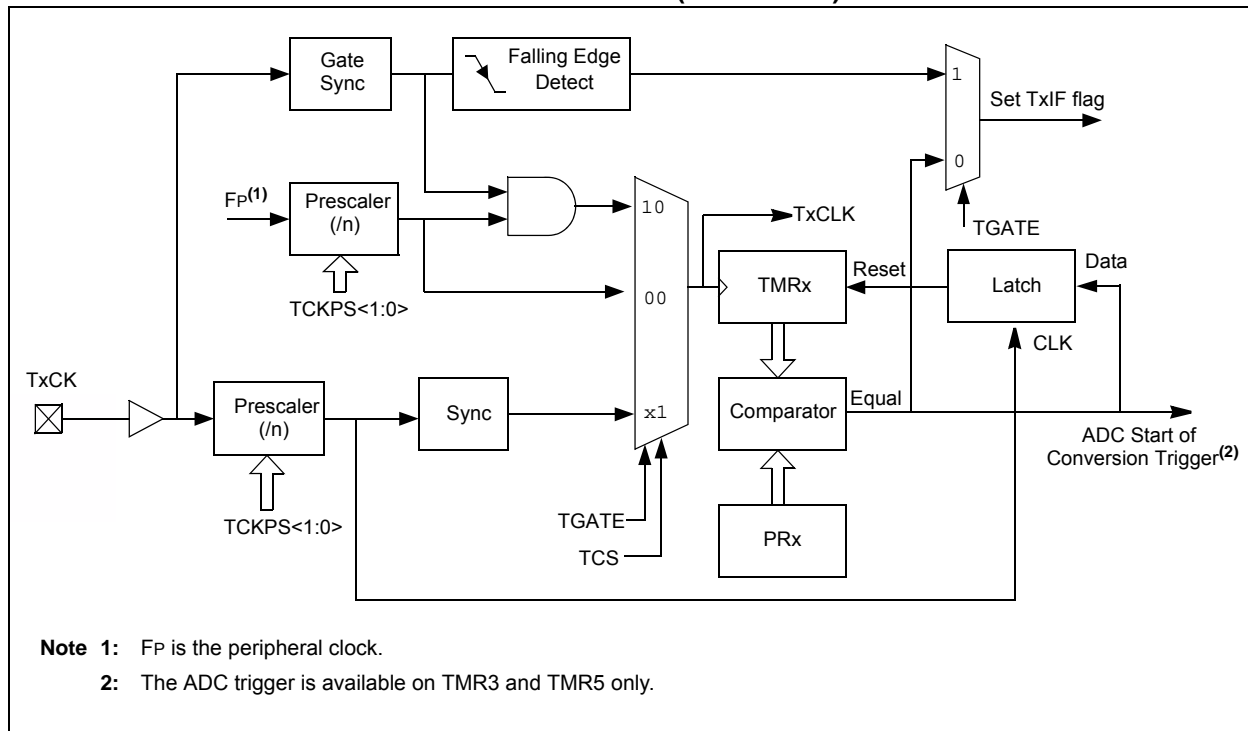 Gate
Sync
Falling Edge
Detect
1
Set TxIF flag
0
TGATE
FP(1)
Prescaler
(/n)
TCKPS<1:0>
10
00
x1
TxCLK
TMRx
Reset
Latch
Data
CLK
TxCK
Prescaler
(/n)
TCKPS<1:0>
Sync
TGATE
TCS
Comparator
Equal
PRx
ADC Start of
Conversion Trigger(2)
Note 1: FP is the peripheral clock.
2: The ADC trigger is available on TMR3 and TMR5 only.